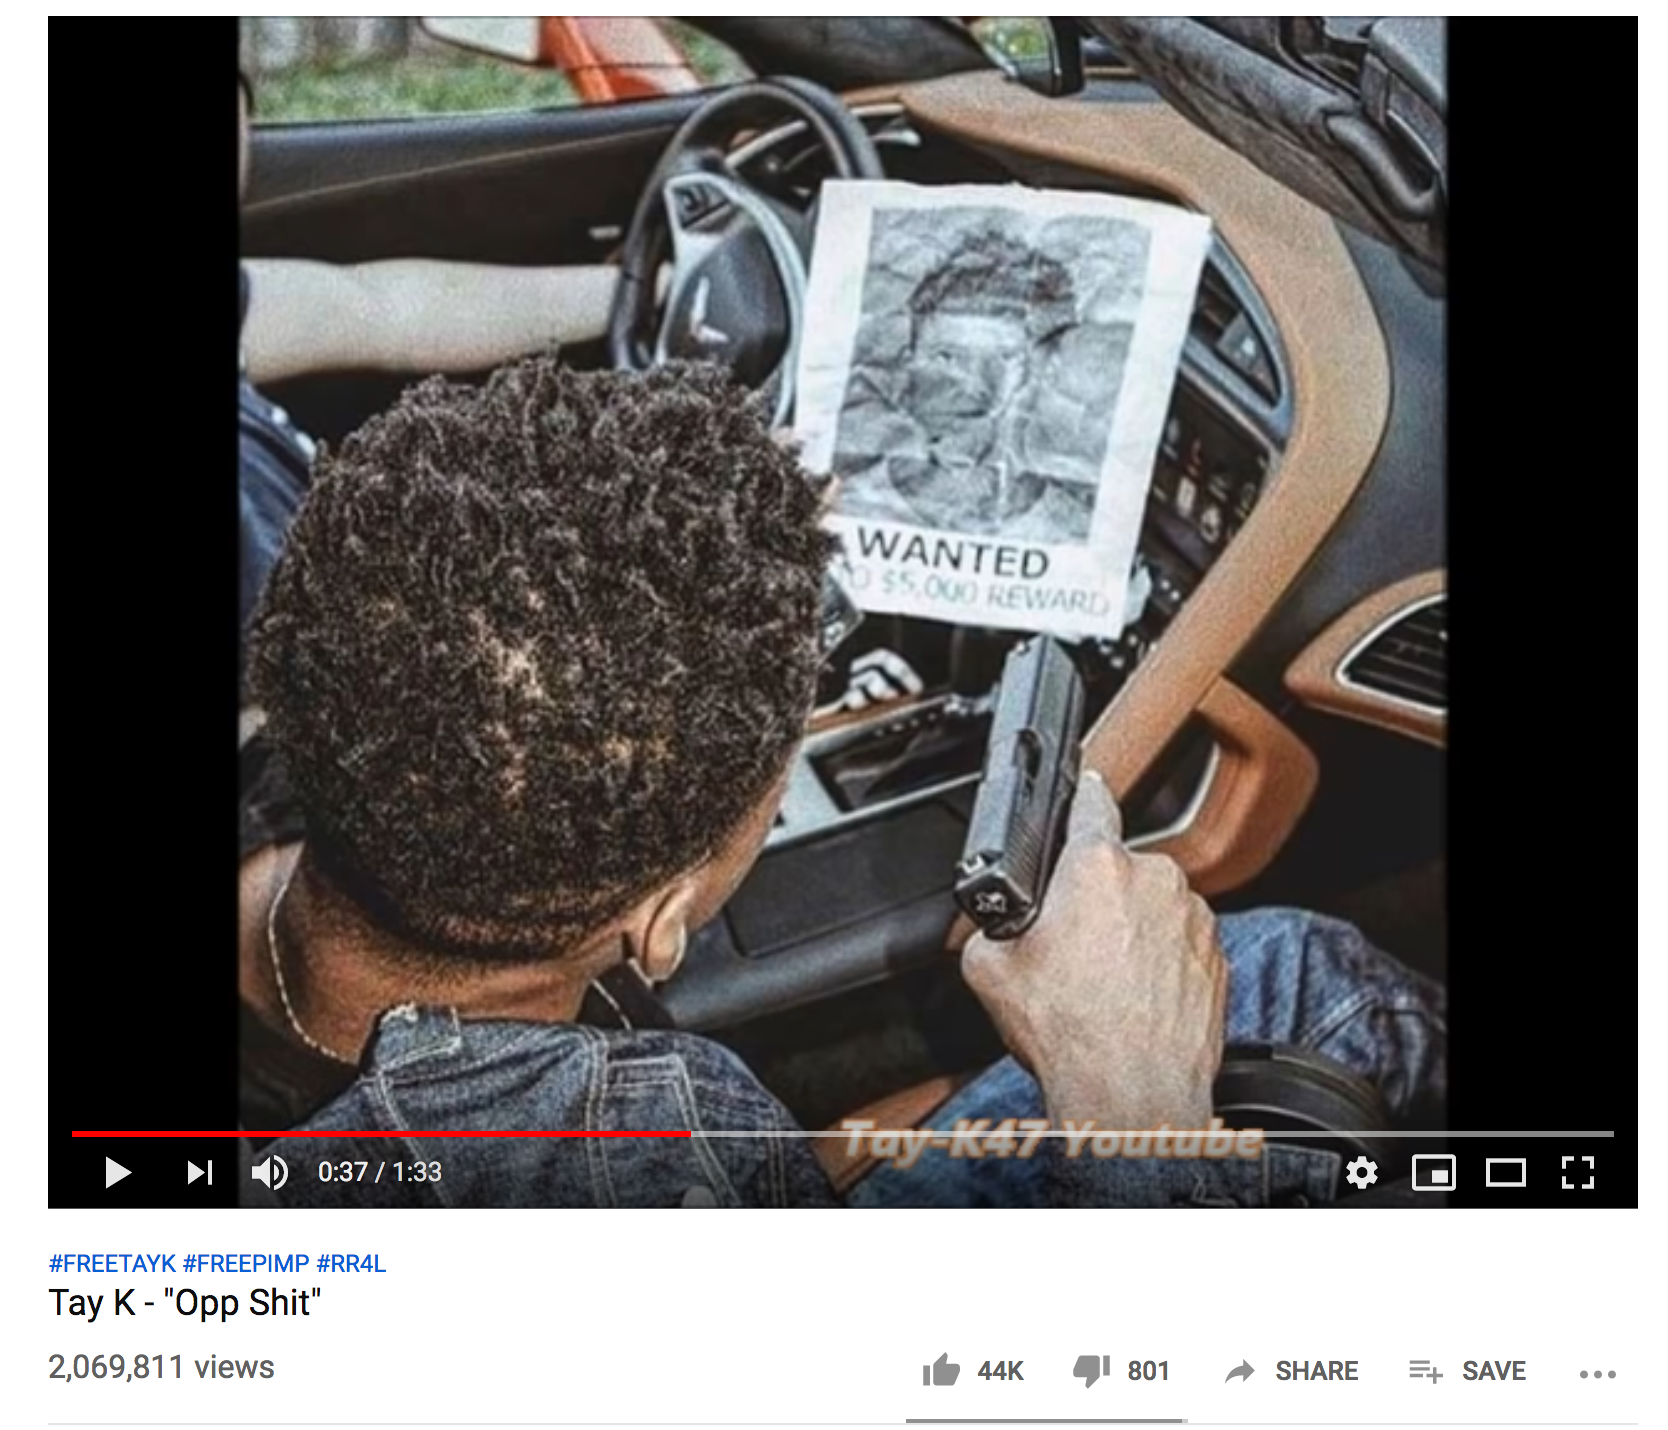 WANTED
$5,000 REWARD
Tay-K47 Youtube
0:37 / 1:33
#FREETAYK #FREEPIMP #RR4L
Tay K - "Opp Shit"
2,069,811 views
44K
801
SHARE
SAVE